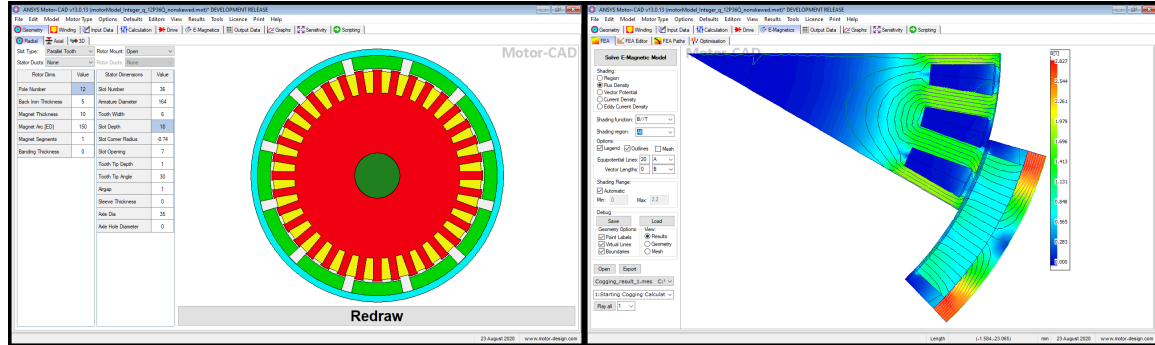 ANSYS Motor-CAD v13.0.13 (motorModel_Integer_q_12P36Q_nonskewed.mot)* DEVELOPMENT RELEASE
File Edit Model Motor Type Options Defaults Editors View Results Tools Licence Print Help
Geometry Winding Input Data Calculation Drive E-Magnetics Output Data Graphs Sensitivity Scripting
Radial Axial 3D
Slot Type: Parallel Tooth Rotor Mount: Open
Stator Ducts: None Rotor Ducts: None
Rotor Dims Value Stator Dimensions Value
Pole Number 12 Slot Number 36
Back Iron Thickness 5 Armature Diameter 164
Magnet Thickness 10 Tooth Width 6
Magnet Arc [ED] 150 Slot Depth 18
Magnet Segments 1 Slot Corner Radius -0.74
Banding Thickness 0 Slot Opening 7
Tooth Tip Depth 1
Tooth Tip Angle 30
Airgap 1
Sleeve Thickness 0
Axle Dia 35
Axle Hole Diameter 0
Motor-CAD
Redraw
23 August 2020 www.motor-design.com
ANSYS Motor-CAD v13.0.13 (motorModel_Integer_q_12P36Q_nonskewed.mot)* DEVELOPMENT RELEASE
File Edit Model Motor Type Options Defaults Editors View Results Tools Licence Print Help
Geometry Winding Input Data Calculation Drive E-Magnetics Output Data Graphs Sensitivity Scripting
FEA FEA Editor FEA Paths Optimisation
Solve E-Magnetic Model
Shading:
Region
Flux Density
Vector Potential
Current Density
Eddy Current Density
Shading function: B//T
Shading region: All
Options:
Legend Outlines Mesh
Equipotential Lines: 20 A
Vector Lengths: 0 B
Shading Range:
Automatic
Min: 0 Max: 2.2
Debug:
Save Load
Geometry Options: View:
Point Labels Results
Virtual Lines Geometry
Boundaries Mesh
Open Export
Cogging_result_1.mes C:\
1:Starting Cogging Calculat
Play all 1
Motor-CAD
B[T]
2.827
2.544
2.261
1.979
1.696
1.413
1.131
0.848
0.565
0.283
0.000
Length (-1.584,-23.065) mm 23 August 2020 www.motor-design.com